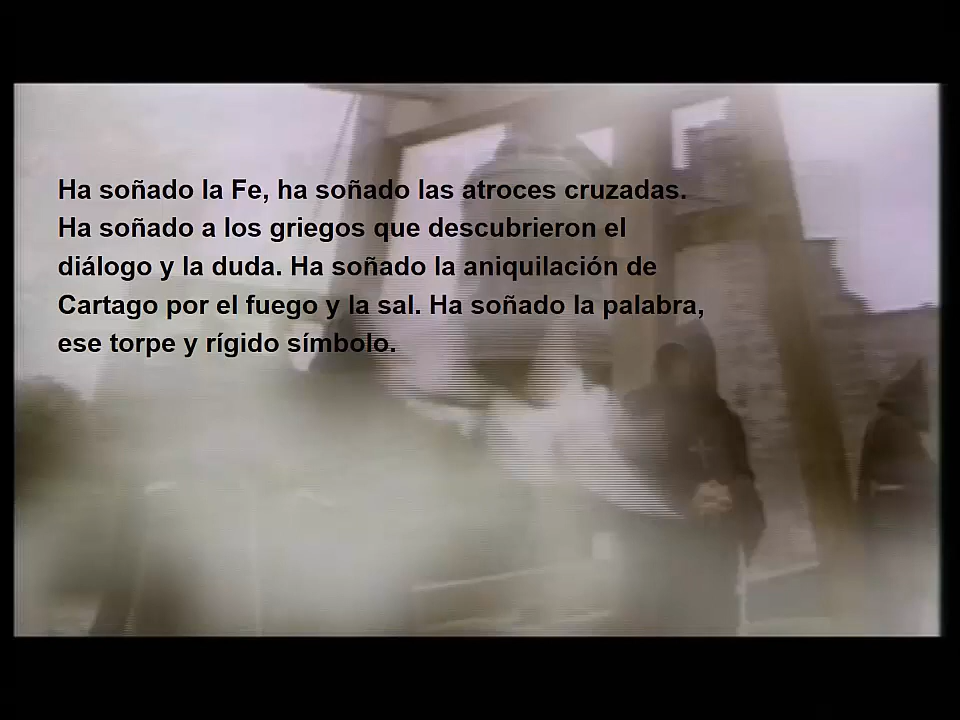 Ha soñado la Fe, ha soñado las atroces cruzadas.
Ha soñado a los griegos que descubrieron el
diálogo y la duda. Ha soñado la aniquilación de
Cartago por el fuego y la sal. Ha soñado la palabra,
ese torpe y rígido símbolo.